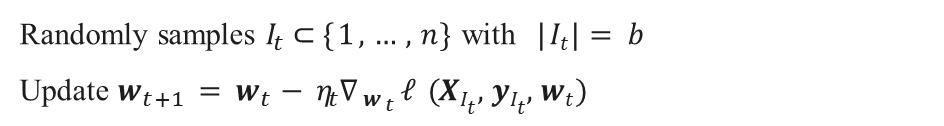 Randomly samples I_t ⊂ {1, … , n} with |I_t| = b
Update w_{t+1} = w_t − η_t∇_{w_t} ℓ (X_{I_t}, y_{I_t}, w_t)